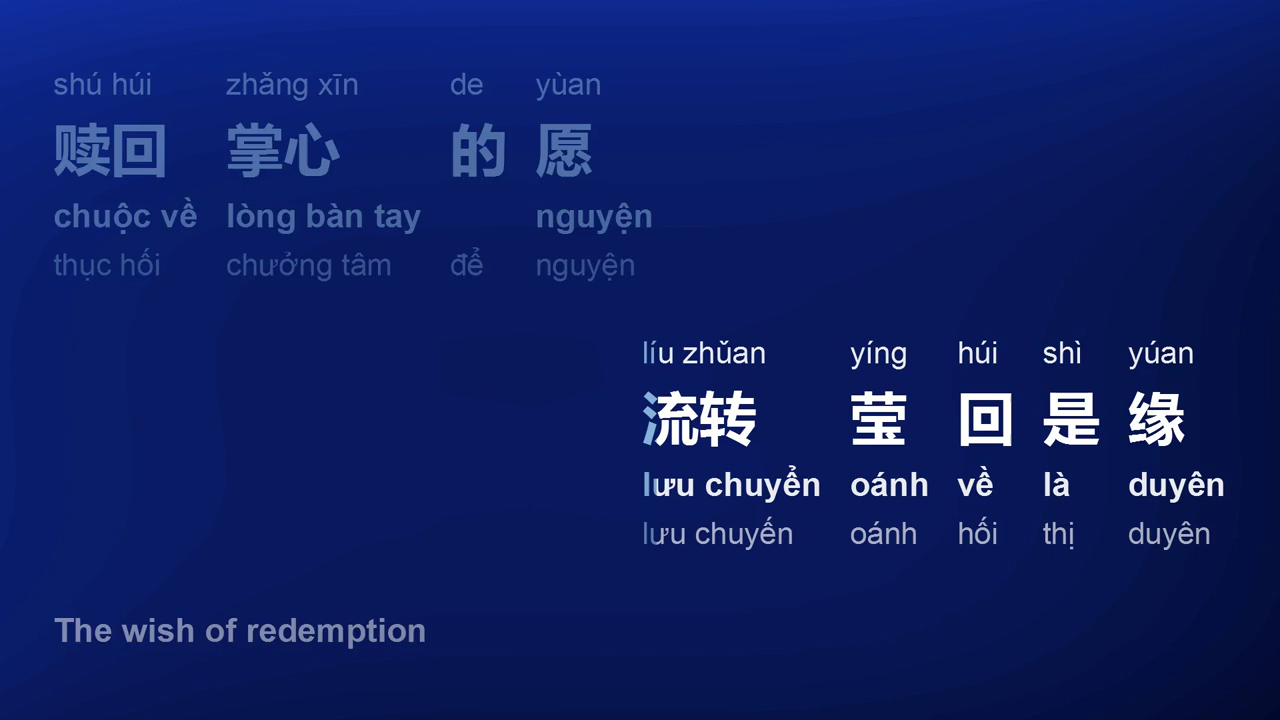 shú húi zhǎng xīn de yùan
赎回 掌心 的 愿
chuộc về lòng bàn tay nguyện
thục hối chưởng tâm để nguyện
líu zhǔan yíng húi shì yúan
流转 莹 回 是 缘
lưu chuyển oánh về là duyên
lưu chuyến oánh hối thị duyên
The wish of redemption